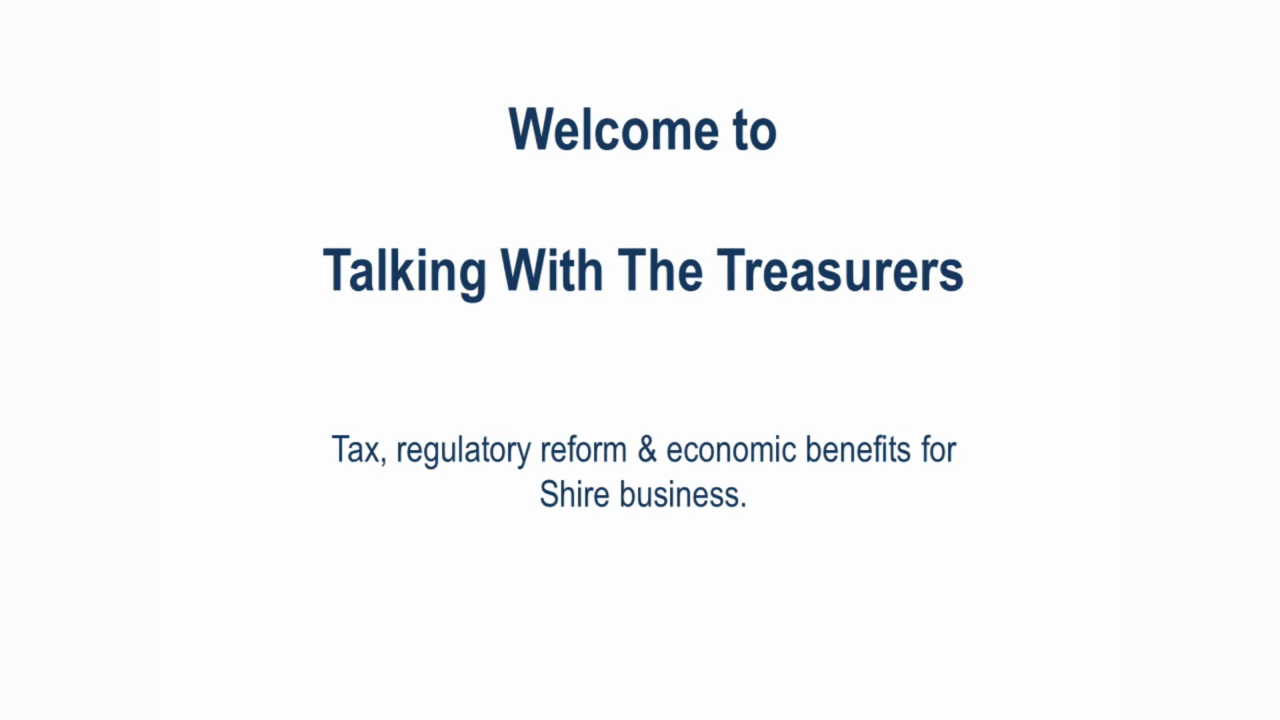 Welcome to
Talking With The Treasurers
Tax, regulatory reform & economic benefits for
Shire business.